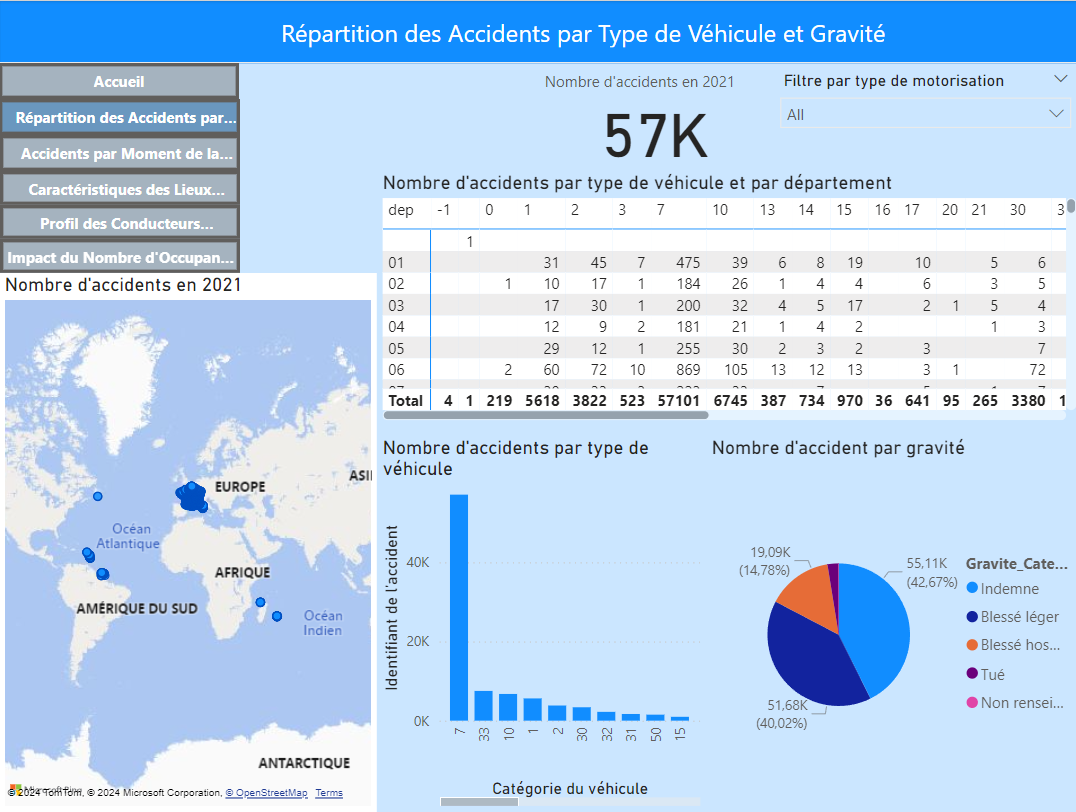 Répartition des Accidents par Type de Véhicule et Gravité
Accueil
Répartition des Accidents par...
Accidents par Moment de la...
Caractéristiques des Lieux...
Profil des Conducteurs...
Impact du Nombre d'Occupan...
Nombre d'accidents en 2021
57K
Filtre par type de motorisation
All
Nombre d'accidents par type de véhicule et par département
dep -1 0 1 2 3 7 10 13 14 15 16 17 20 21 30 3
1
01 31 45 7 475 39 6 8 19 10 5 6
02 1 10 17 1 184 26 1 4 4 6 3 5
03 17 30 1 200 32 4 5 17 2 1 5 4
04 12 9 2 181 21 1 4 2 1 3
05 29 12 1 255 30 2 3 2 3 7
06 2 60 72 10 869 105 13 12 13 3 1 72
Total 4 1 219 5618 3822 523 57101 6745 387 734 970 36 641 95 265 3380 1
Nombre d'accidents en 2021
EUROPE
ASI
Océan
Atlantique
AFRIQUE
AMÉRIQUE DU SUD
Océan
Indien
ANTARCTIQUE
© 2024 TomTom, © 2024 Microsoft Corporation, © OpenStreetMap Terms
Nombre d'accidents par type de
véhicule
Identifiant de l'accident
40K
20K
0K
7 33 10 1 2 30 32 31 50 15
Catégorie du véhicule
Nombre d'accident par gravité
19,09K
(14,78%)
55,11K
(42,67%)
51,68K
(40,02%)
Gravite_Cate...
Indemne
Blessé léger
Blessé hos...
Tué
Non rensei...